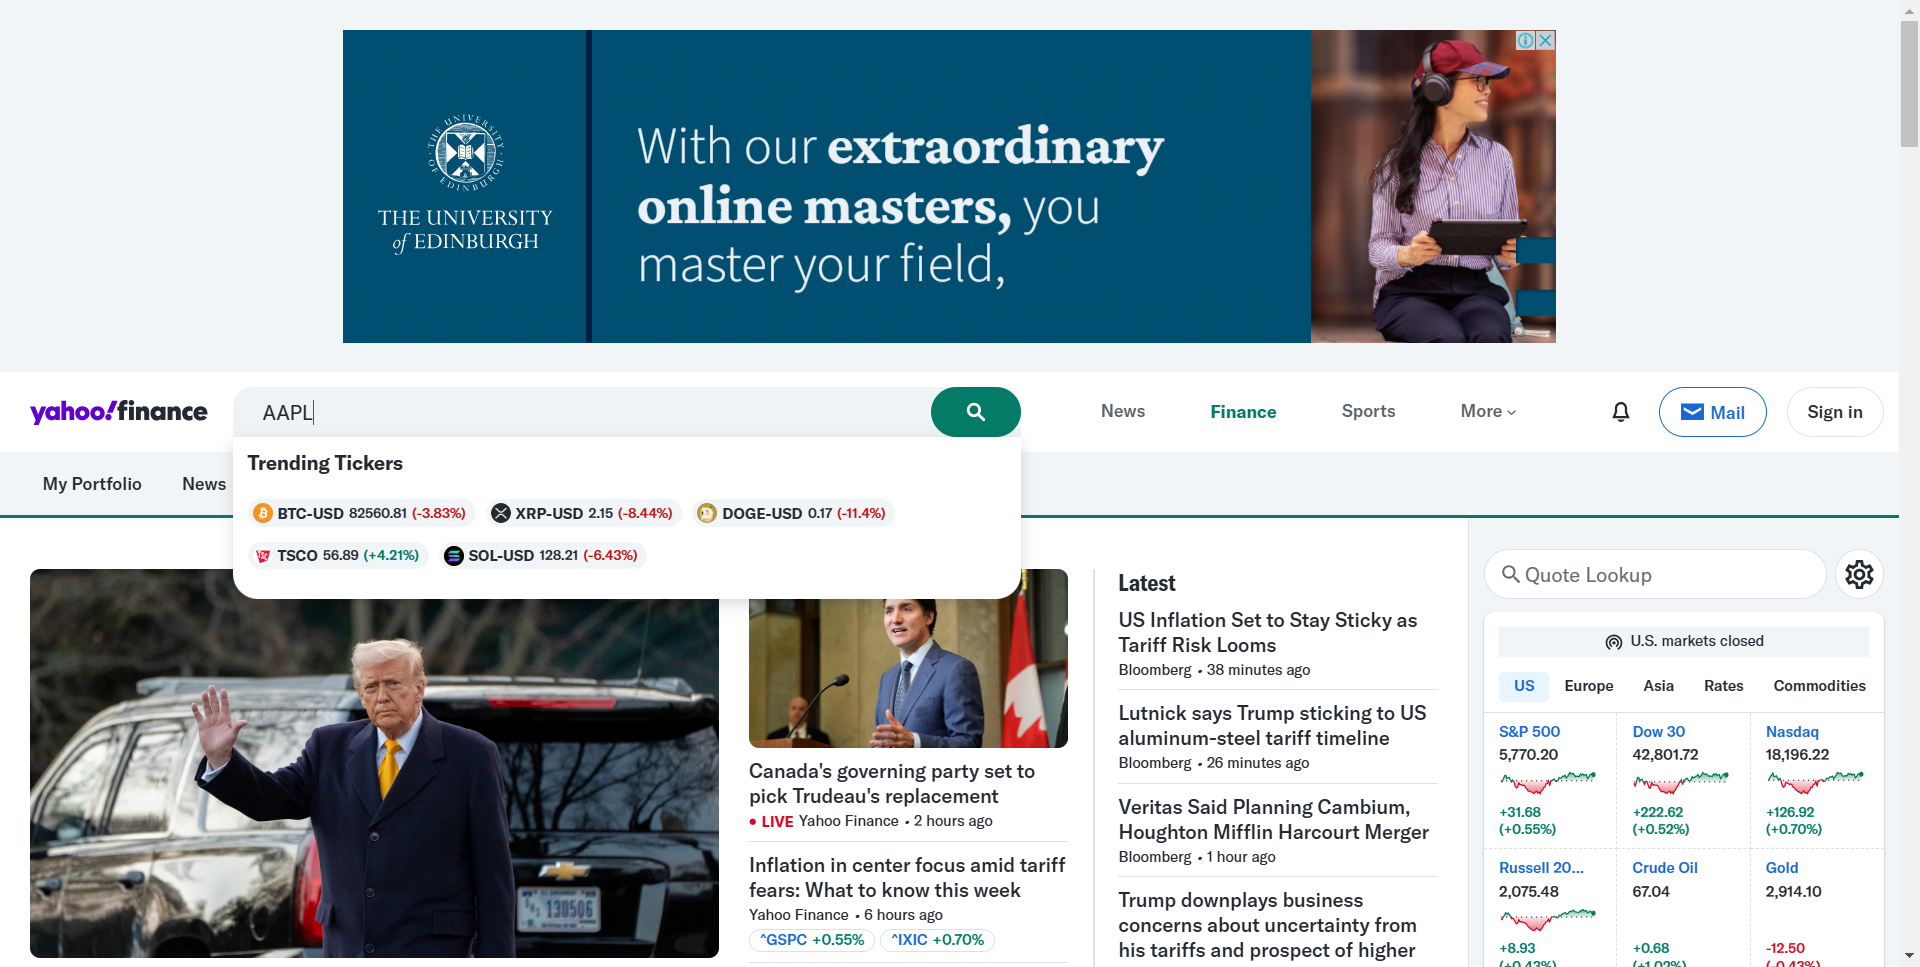 THE UNIVERSITY
of EDINBURGH
With our extraordinary
online masters, you
master your field,
yahoo!finance
AAPL
News
Finance
Sports
More
Mail
Sign in
My Portfolio
News
Trending Tickers
BTC-USD 82560.81 (-3.83%)
XRP-USD 2.15 (-8.44%)
DOGE-USD 0.17 (-11.4%)
TSCO 56.89 (+4.21%)
SOL-USD 128.21 (-6.43%)
Canada's governing party set to
pick Trudeau's replacement
• LIVE Yahoo Finance • 2 hours ago
Inflation in center focus amid tariff
fears: What to know this week
Yahoo Finance • 6 hours ago
^GSPC +0.55%
^IXIC +0.70%
Latest
US Inflation Set to Stay Sticky as
Tariff Risk Looms
Bloomberg • 38 minutes ago
Lutnick says Trump sticking to US
aluminum-steel tariff timeline
Bloomberg • 26 minutes ago
Veritas Said Planning Cambium,
Houghton Mifflin Harcourt Merger
Bloomberg • 1 hour ago
Trump downplays business
concerns about uncertainty from
his tariffs and prospect of higher
Quote Lookup
U.S. markets closed
US
Europe
Asia
Rates
Commodities
S&P 500
5,770.20
+31.68
(+0.55%)
Dow 30
42,801.72
+222.62
(+0.52%)
Nasdaq
18,196.22
+126.92
(+0.70%)
Russell 20...
2,075.48
+8.93
(+0.43%)
Crude Oil
67.04
+0.68
(+1.02%)
Gold
2,914.10
-12.50
(-0.43%)
130506